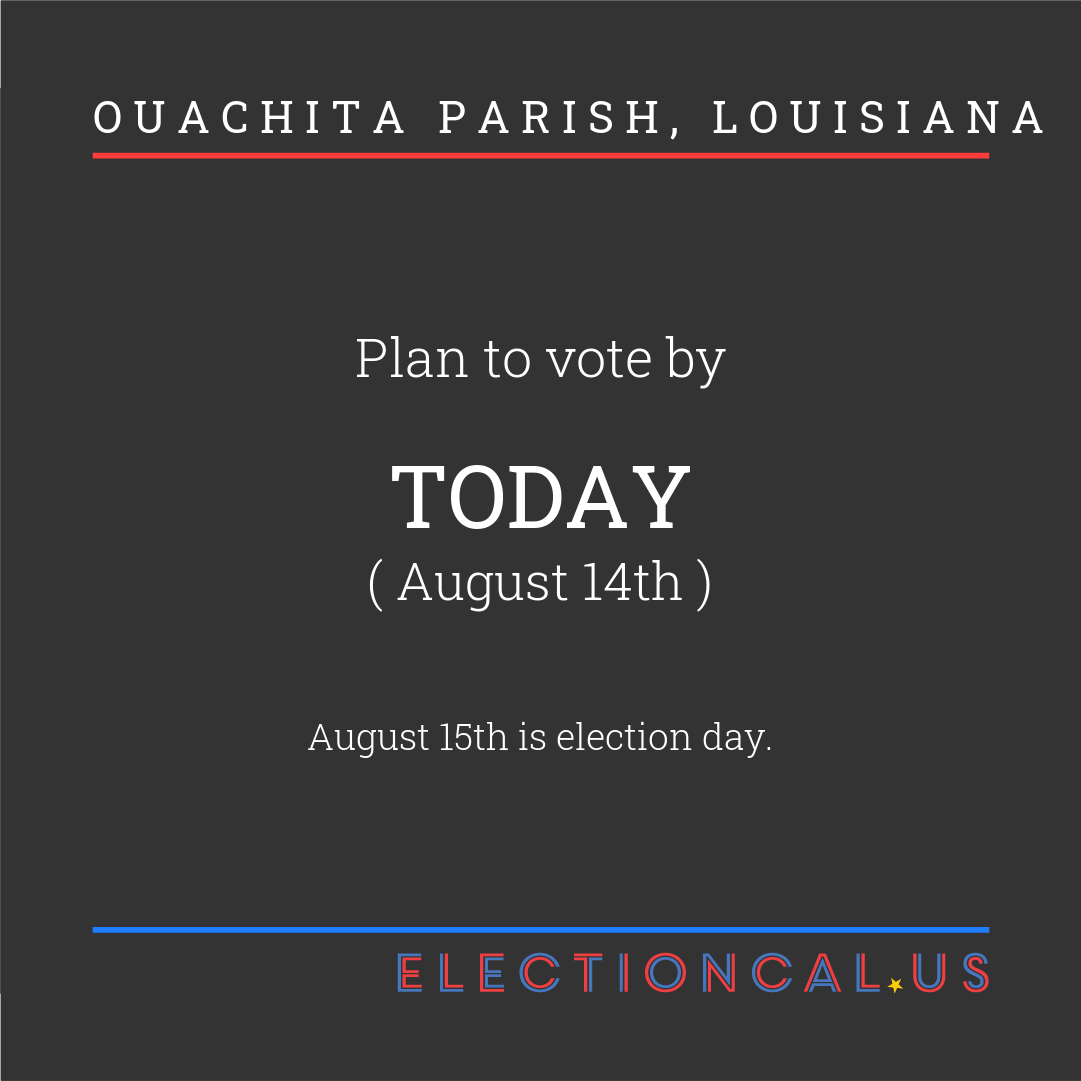 OUACHITA PARISH, LOUISIANA
Plan to vote by
TODAY
( August 14th )
August 15th is election day.
ELECTIONCAL.US